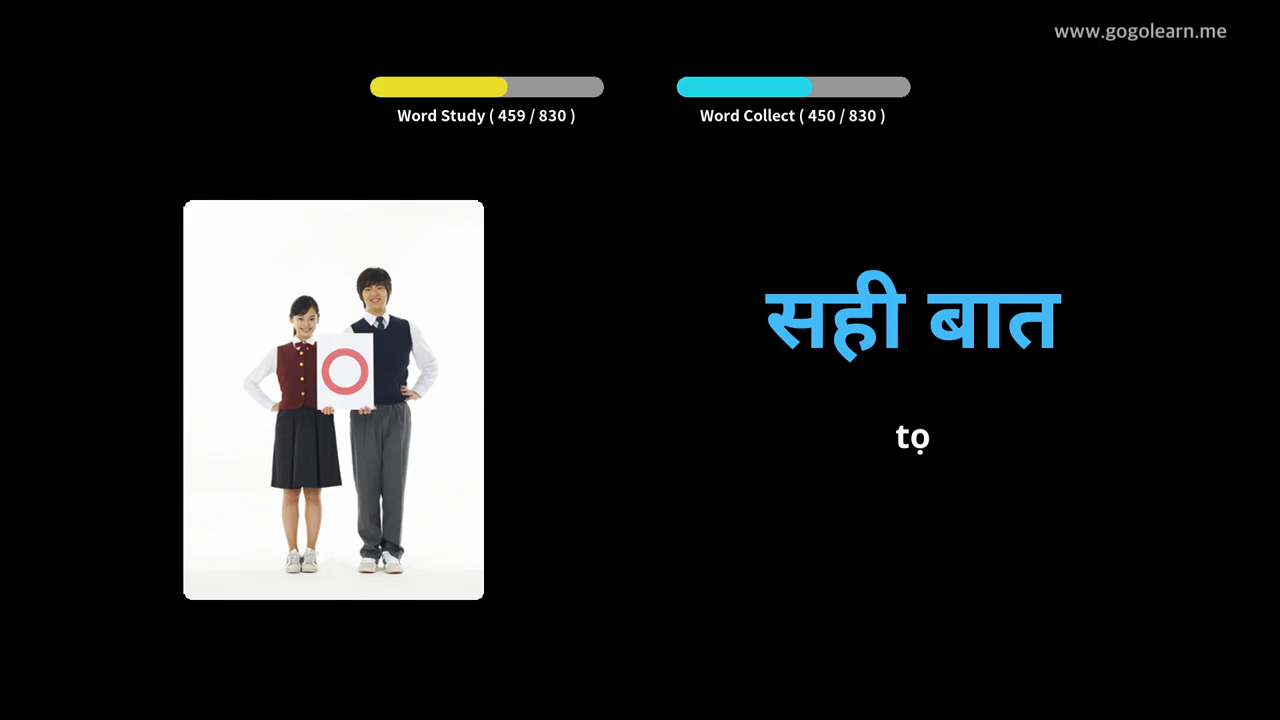 www.gogolearn.me
Word Study ( 459 / 830 )
Word Collect ( 450 / 830 )
सही बात
tọ